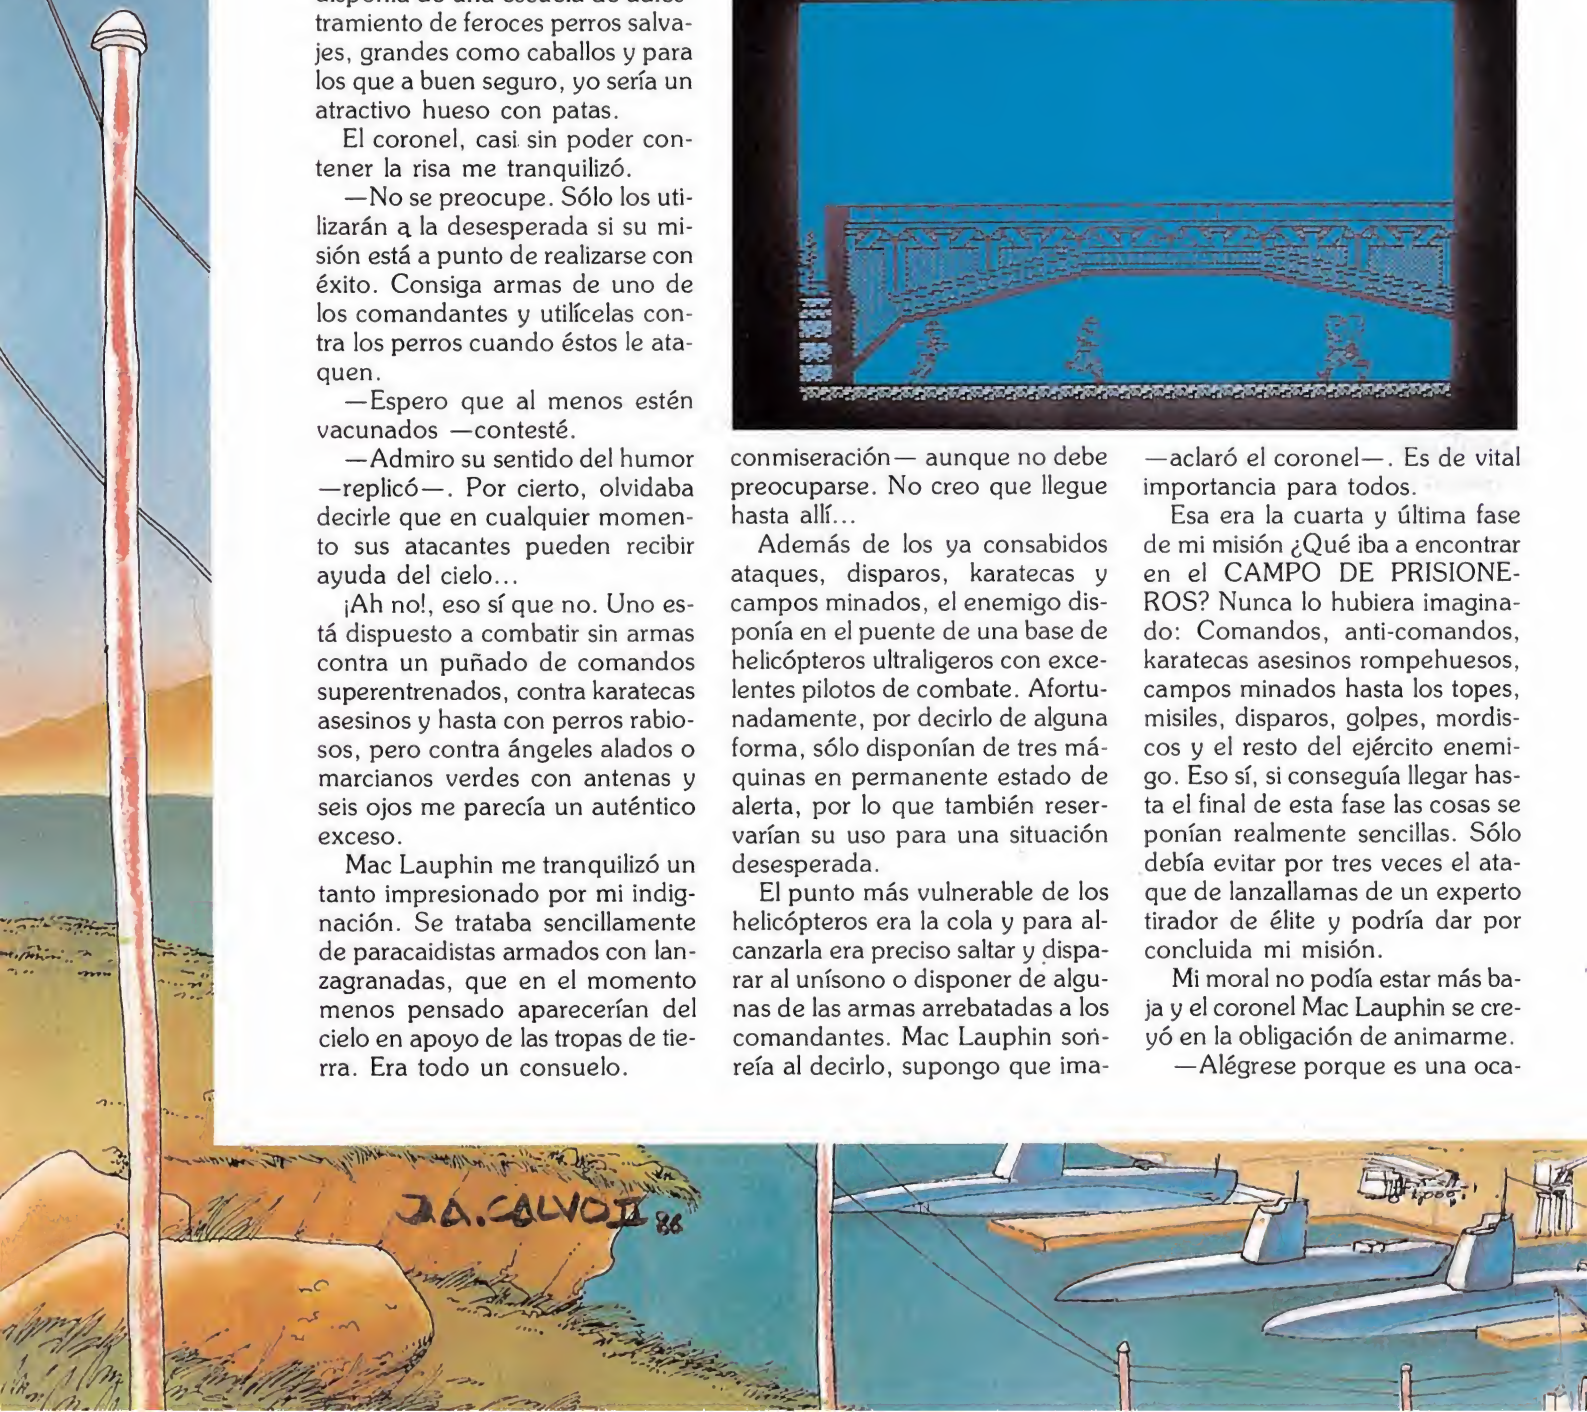 tramiento de feroces perros salva-
jes, grandes como caballos y para
los que a buen seguro, yo sería un
atractivo hueso con patas.
El coronel, casi sin poder con-
tener la risa me tranquilizó.
—No se preocupe. Sólo los uti-
lizarán a la desesperada si su mi-
sión está a punto de realizarse con
éxito. Consiga armas de uno de
los comandantes y utilícelas con-
tra los perros cuando éstos le ata-
quen.
—Espero que al menos estén
vacunados —contesté.
—Admiro su sentido del humor
—replicó—. Por cierto, olvidaba
decirle que en cualquier momen-
to sus atacantes pueden recibir
ayuda del cielo...
¡Ah no!, eso sí que no. Uno es-
tá dispuesto a combatir sin armas
contra un puñado de comandos
superentrenados, contra karatecas
asesinos y hasta con perros rabio-
sos, pero contra ángeles alados o
marcianos verdes con antenas y
seis ojos me parecía un auténtico
exceso.
Mac Lauphin me tranquilizó un
tanto impresionado por mi indig-
nación. Se trataba sencillamente
de paracaidistas armados con lan-
zagranadas, que en el momento
menos pensado aparecerían del
cielo en apoyo de las tropas de tie-
rra. Era todo un consuelo.
conmiseración— aunque no debe
preocuparse. No creo que llegue
hasta allí...
Además de los ya consabidos
ataques, disparos, karatecas y
campos minados, el enemigo dis-
ponía en el puente de una base de
helicópteros ultraligeros con exce-
lentes pilotos de combate. Afortu-
nadamente, por decirlo de alguna
forma, sólo disponían de tres má-
quinas en permanente estado de
alerta, por lo que también reser-
varían su uso para una situación
desesperada.
El punto más vulnerable de los
helicópteros era la cola y para al-
canzarla era preciso saltar y dispa-
rar al unísono o disponer de algu-
nas de las armas arrebatadas a los
comandantes. Mac Lauphin son-
reía al decirlo, supongo que ima-
—aclaró el coronel—. Es de vital
importancia para todos.
Esa era la cuarta y última fase
de mi misión ¿Qué iba a encontrar
en el CAMPO DE PRISIONE-
ROS? Nunca lo hubiera imagina-
do: Comandos, anti-comandos,
karatecas asesinos rompehuesos,
campos minados hasta los topes,
misiles, disparos, golpes, mordis-
cos y el resto del ejército enemi-
go. Eso sí, si conseguía llegar has-
ta el final de esta fase las cosas se
ponían realmente sencillas. Sólo
debía evitar por tres veces el ata-
que de lanzallamas de un experto
tirador de élite y podría dar por
concluida mi misión.
Mi moral no podía estar más ba-
ja y el coronel Mac Lauphin se cre-
yó en la obligación de animarme.
—Alégrese porque es una oca-
J.A.CALVO II 86